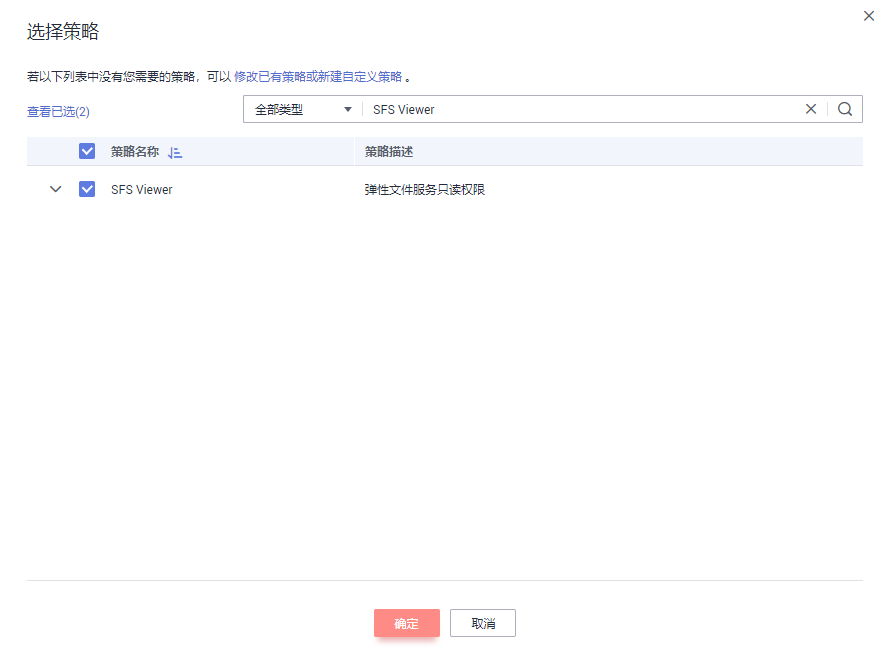 选择策略
若以下列表中没有您需要的策略，可以 修改已有策略或新建自定义策略 。
查看已选(2) 全部类型 SFS Viewer
策略名称 策略描述
SFS Viewer 弹性文件服务只读权限
确定 取消